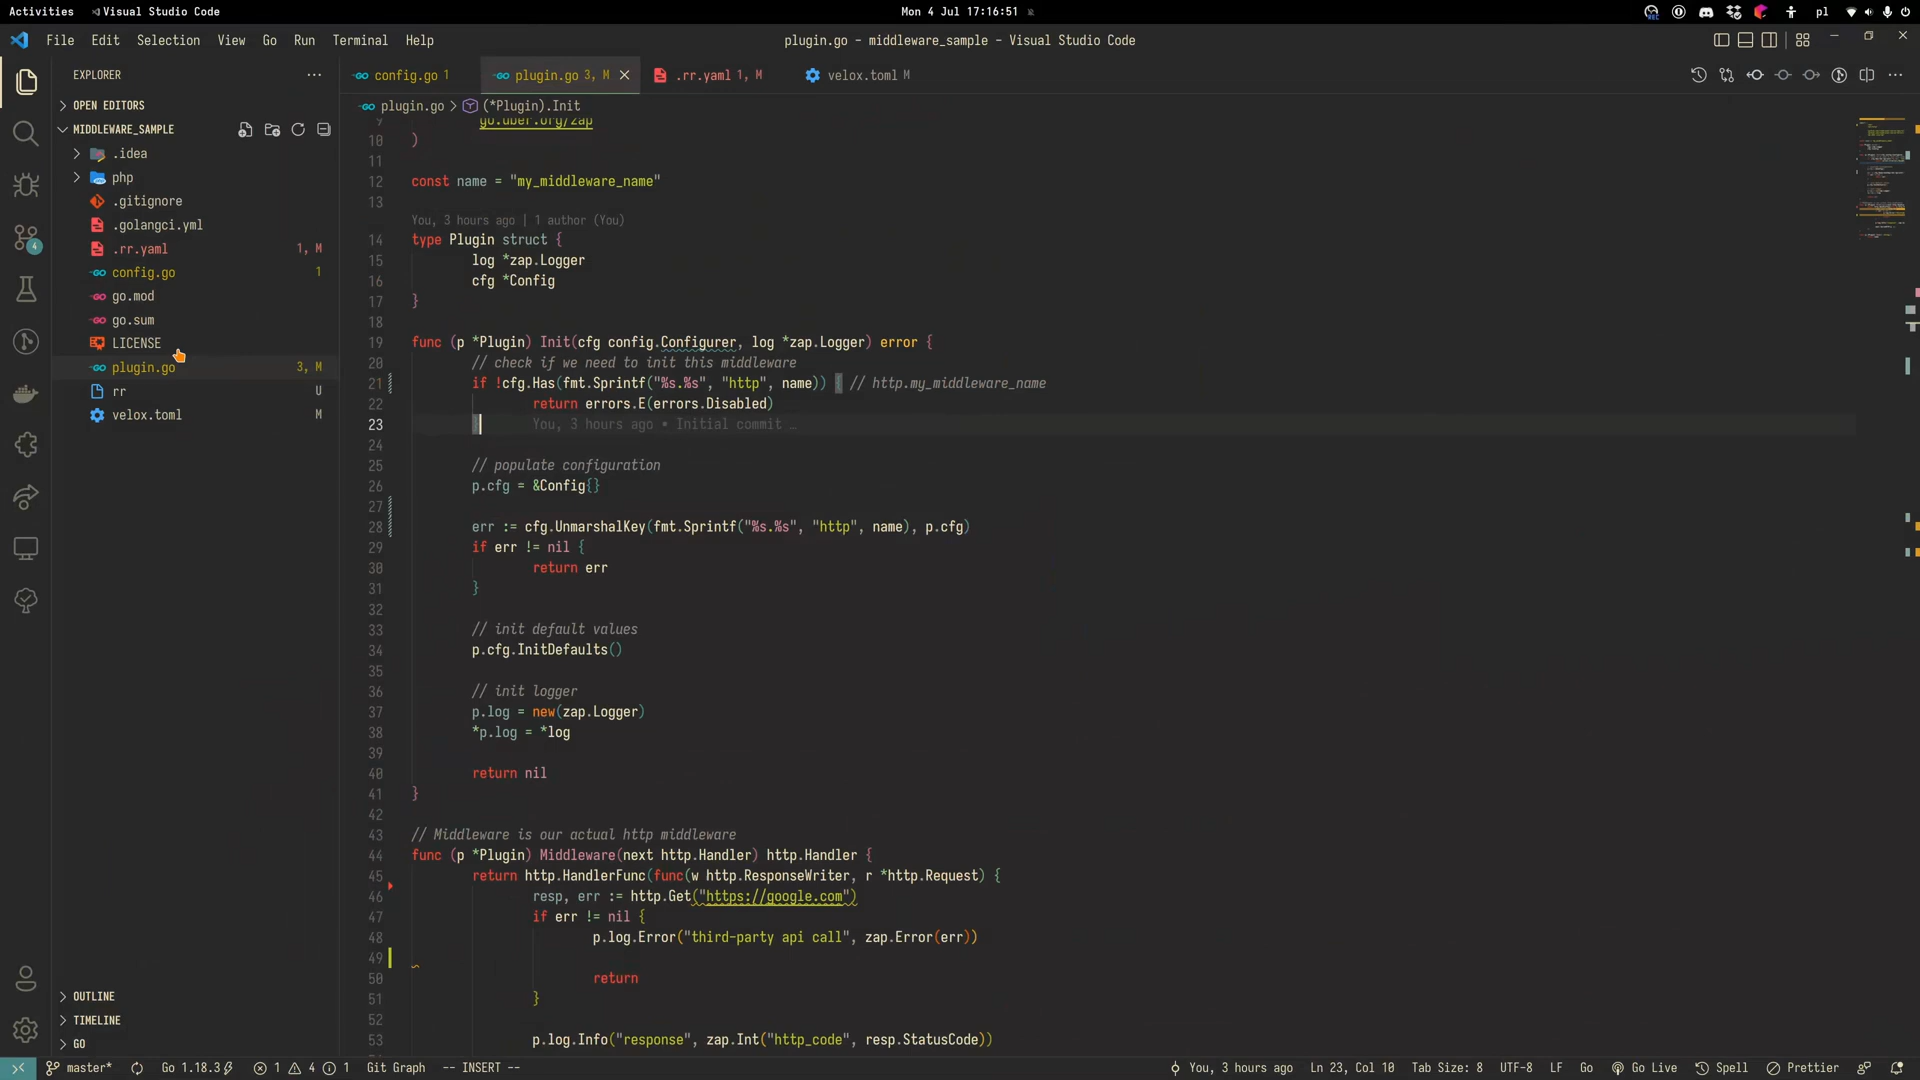 Activities
Visual Studio Code
Mon 4 Jul 17:16:51
pl
File Edit Selection View Go Run Terminal Help
plugin.go - middleware_sample - Visual Studio Code
EXPLORER
OPEN EDITORS
MIDDLEWARE_SAMPLE
.idea
php
.gitignore
.golangci.yml
.rr.yaml 1, M
config.go 1
go.mod
go.sum
LICENSE
plugin.go 3, M
rr U
velox.toml M
4
OUTLINE
TIMELINE
GO
config.go 1
plugin.go 3, M
.rr.yaml 1, M
velox.toml M
plugin.go > (*Plugin).Init
9 go.uber.org/zap
10 )
11
12 const name = "my_middleware_name"
13
You, 3 hours ago | 1 author (You)
14 type Plugin struct {
15 log *zap.Logger
16 cfg *Config
17 }
18
19 func (p *Plugin) Init(cfg config.Configurer, log *zap.Logger) error {
20 // check if we need to init this middleware
21 if !cfg.Has(fmt.Sprintf("%s.%s", "http", name)) { // http.my_middleware_name
22 return errors.E(errors.Disabled)
23 } You, 3 hours ago • Initial commit …
24
25 // populate configuration
26 p.cfg = &Config{}
27
28 err := cfg.UnmarshalKey(fmt.Sprintf("%s.%s", "http", name), p.cfg)
29 if err != nil {
30 return err
31 }
32
33 // init default values
34 p.cfg.InitDefaults()
35
36 // init logger
37 p.log = new(zap.Logger)
38 *p.log = *log
39
40 return nil
41 }
42
43 // Middleware is our actual http middleware
44 func (p *Plugin) Middleware(next http.Handler) http.Handler {
45 return http.HandlerFunc(func(w http.ResponseWriter, r *http.Request) {
46 resp, err := http.Get("https://google.com")
47 if err != nil {
48 p.log.Error("third-party api call", zap.Error(err))
49
50 return
51 }
52
53 p.log.Info("response", zap.Int("http_code", resp.StatusCode))
master* Go 1.18.3 1 4 1 Git Graph -- INSERT -- You, 3 hours ago Ln 23, Col 10 Tab Size: 8 UTF-8 LF Go Go Live Spell Prettier